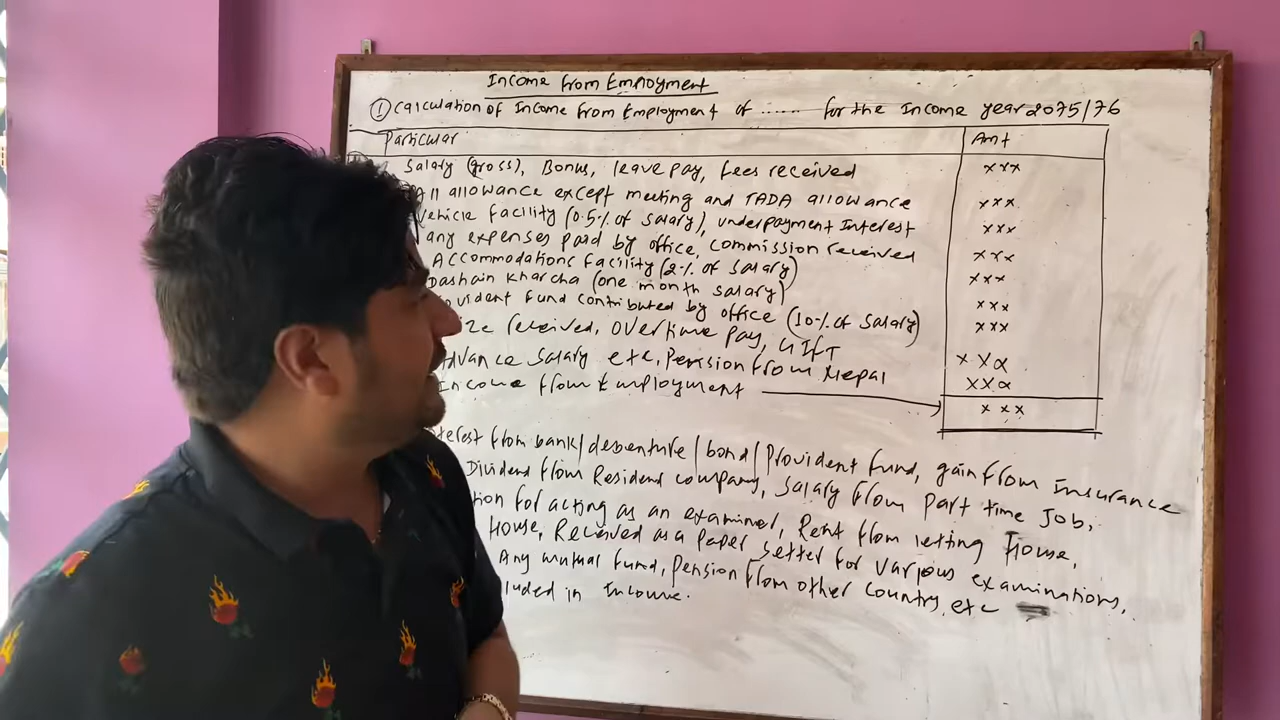 Income from Empoyment
① Calculation of Income from Employment of ...... for the Income year 2075/76
Particular Amt
Salary (gross), Bonus, leave pay, fees received xxx
All allowance except meeting and TADA allowance xxx
Vehicle facility (0.5% of salary), underpayment Interest xxx
any expenses paid by office, commission received xxx
Accommodations facility (2% of salary) xxx
Dashain kharcha (one month salary) xxx
ovident fund contributed by office (10% of salary) xxx
ize received, overtime pay, GIFT xxx
dvance salary etc, Pension from Nepal xxx
Income from Employment xxx
terest from bank/debenture/bond/Provident fund, gain from Insurance
Dividend from Resident company, salary from part time Job,
tion for acting as an examiner, Rent from letting House,
House, Received as a paper setter for various examinations,
Any mutual fund, pension from other country, etc
luded in Income.